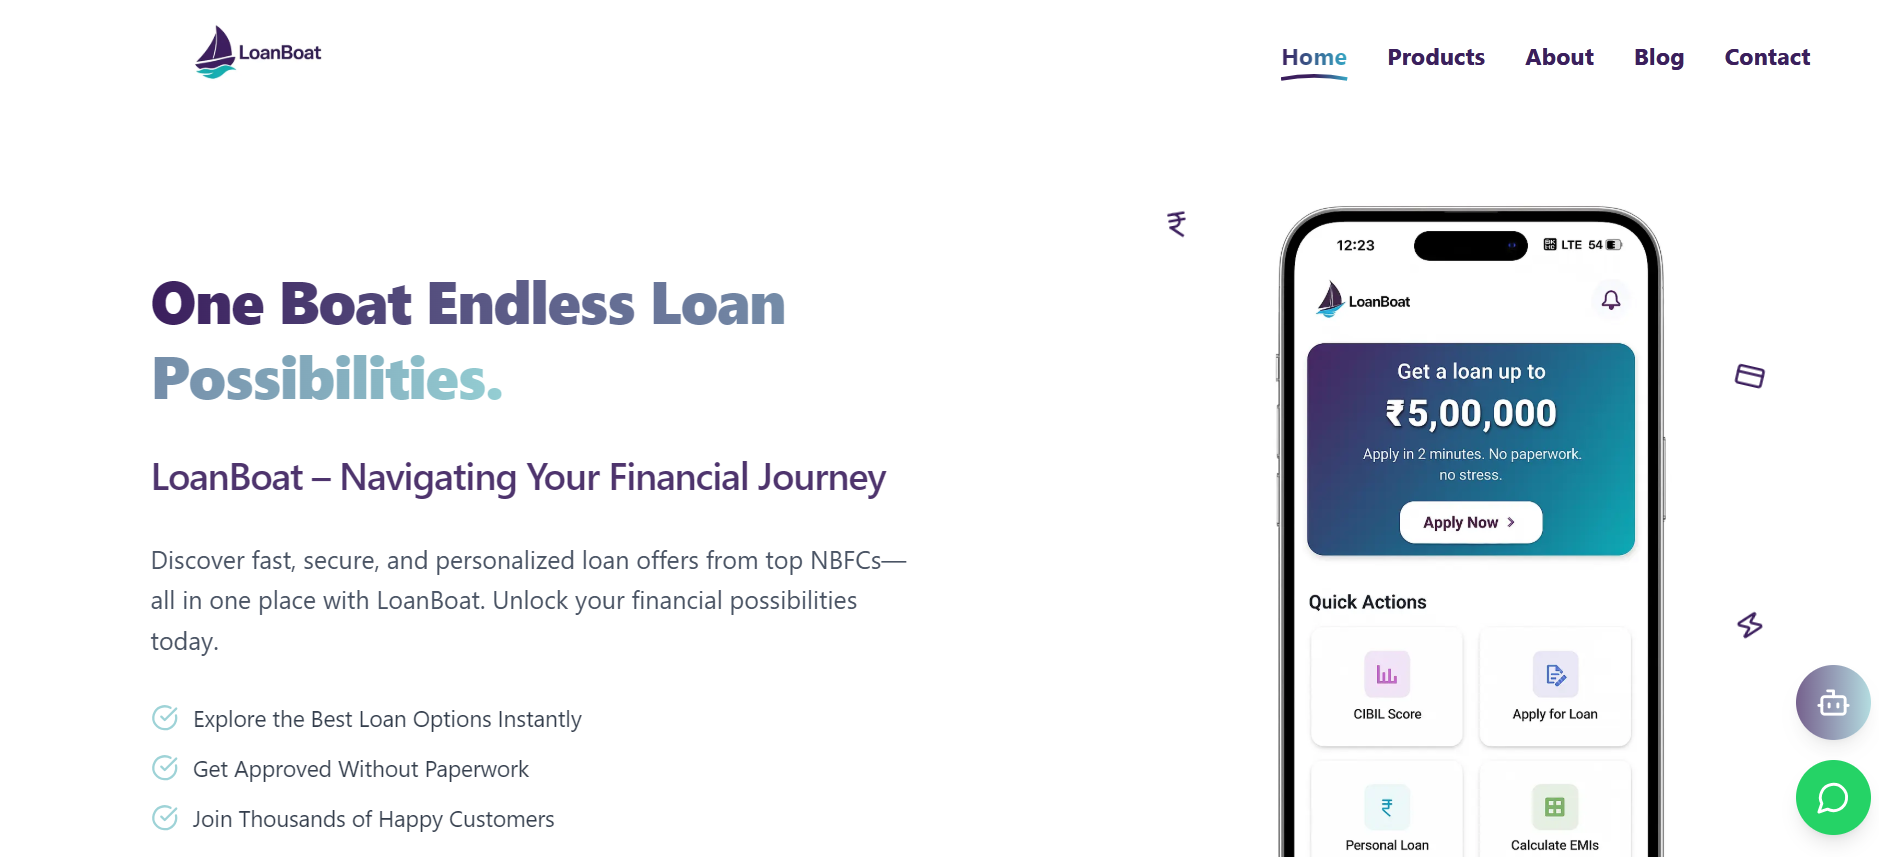 LoanBoat
Home Products About Blog Contact
One Boat Endless Loan
Possibilities.
LoanBoat – Navigating Your Financial Journey
Discover fast, secure, and personalized loan offers from top NBFCs—
all in one place with LoanBoat. Unlock your financial possibilities
today.
Explore the Best Loan Options Instantly
Get Approved Without Paperwork
Join Thousands of Happy Customers
₹
12:23 LTE 54
LoanBoat
Get a loan up to
₹5,00,000
Apply in 2 minutes. No paperwork.
no stress.
Apply Now
Quick Actions
CIBIL Score
Apply for Loan
₹
Personal Loan
Calculate EMIs